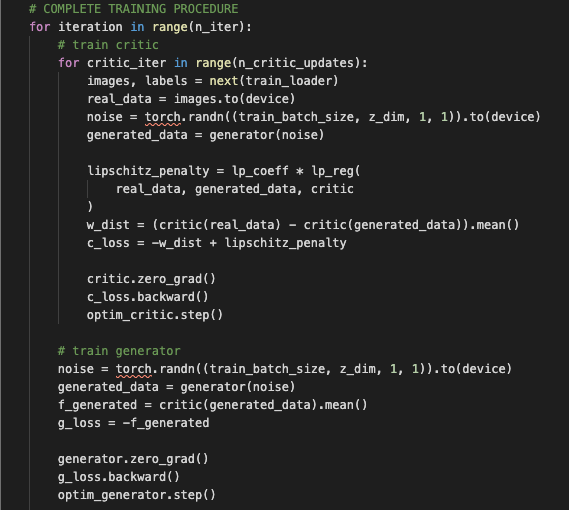 # COMPLETE TRAINING PROCEDURE
for iteration in range(n_iter):
    # train critic
    for critic_iter in range(n_critic_updates):
        images, labels = next(train_loader)
        real_data = images.to(device)
        noise = torch.randn((train_batch_size, z_dim, 1, 1)).to(device)
        generated_data = generator(noise)

        lipschitz_penalty = lp_coeff * lp_reg(
            real_data, generated_data, critic
        )
        w_dist = (critic(real_data) - critic(generated_data)).mean()
        c_loss = -w_dist + lipschitz_penalty

        critic.zero_grad()
        c_loss.backward()
        optim_critic.step()

    # train generator
    noise = torch.randn((train_batch_size, z_dim, 1, 1)).to(device)
    generated_data = generator(noise)
    f_generated = critic(generated_data).mean()
    g_loss = -f_generated

    generator.zero_grad()
    g_loss.backward()
    optim_generator.step()